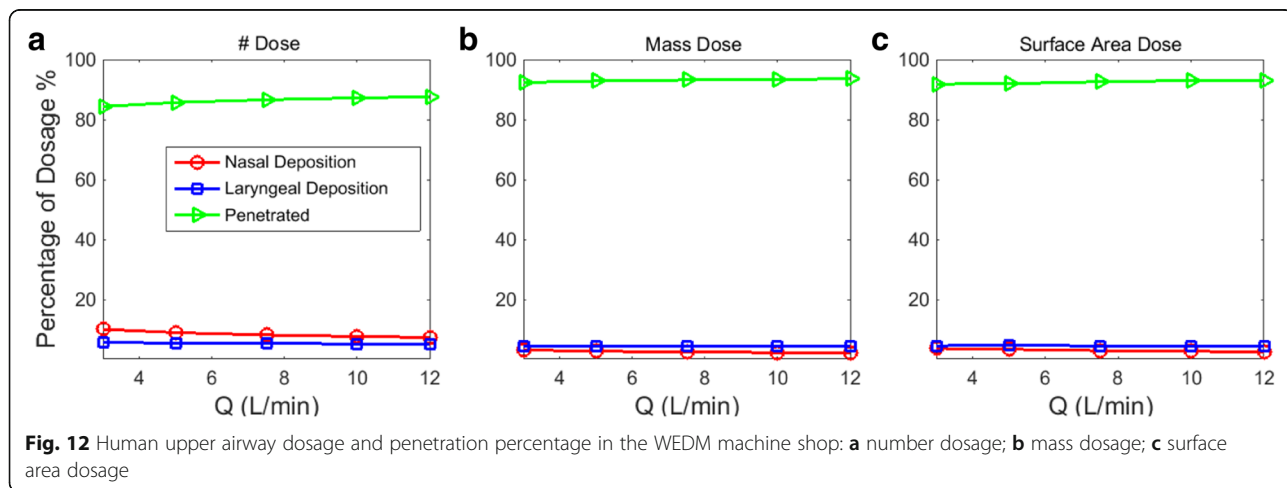 a
# Dose
b
Mass Dose
c
Surface Area Dose
Percentage of Dosage %
100
80
60
40
20
Nasal Deposition
Laryngeal Deposition
Penetrated
4 6 8 10 12
Q (L/min)
100
80
60
40
20
4 6 8 10 12
Q (L/min)
100
80
60
40
20
4 6 8 10 12
Q (L/min)
Fig. 12 Human upper airway dosage and penetration percentage in the WEDM machine shop: a number dosage; b mass dosage; c surface
area dosage